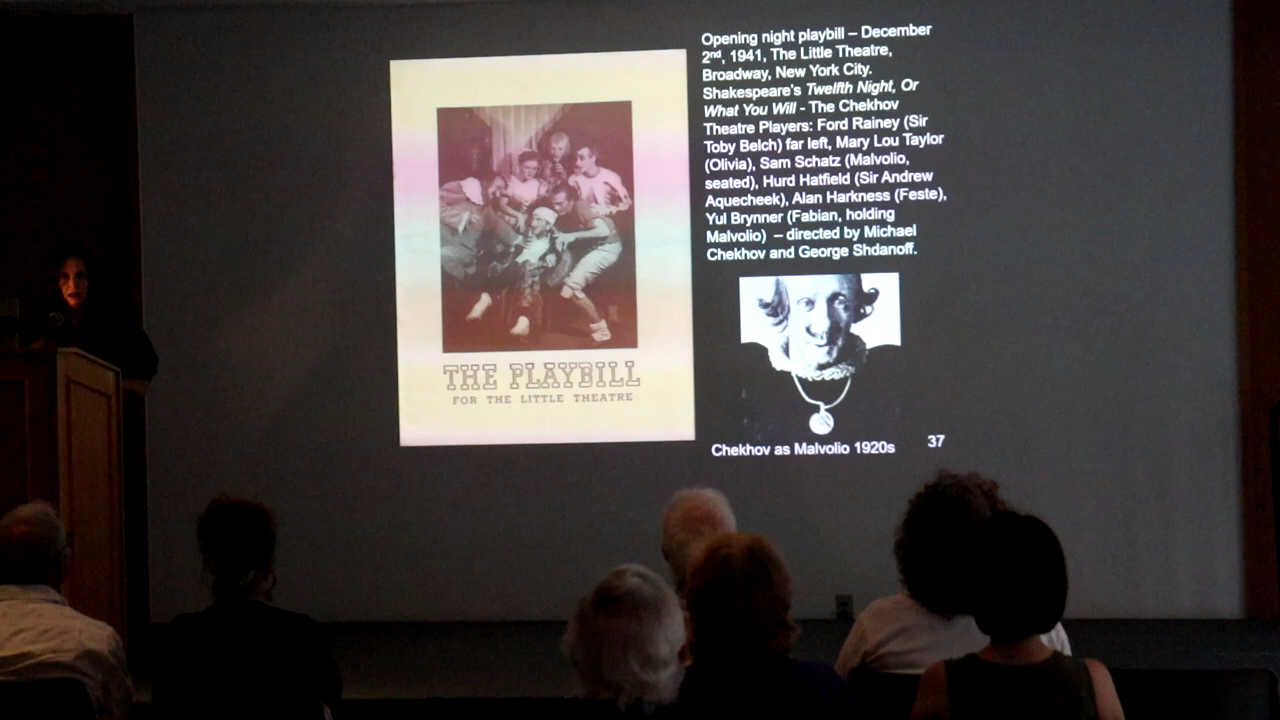 Opening night playbill – December
2nd, 1941, The Little Theatre,
Broadway, New York City.
Shakespeare's Twelfth Night, Or
What You Will - The Chekhov
Theatre Players: Ford Rainey (Sir
Toby Belch) far left, Mary Lou Taylor
(Olivia), Sam Schatz (Malvolio,
seated), Hurd Hatfield (Sir Andrew
Aquecheek), Alan Harkness (Feste),
Yul Brynner (Fabian, holding
Malvolio) – directed by Michael
Chekhov and George Shdanoff.
THE PLAYBILL
FOR THE LITTLE THEATRE
Chekhov as Malvolio 1920s
37